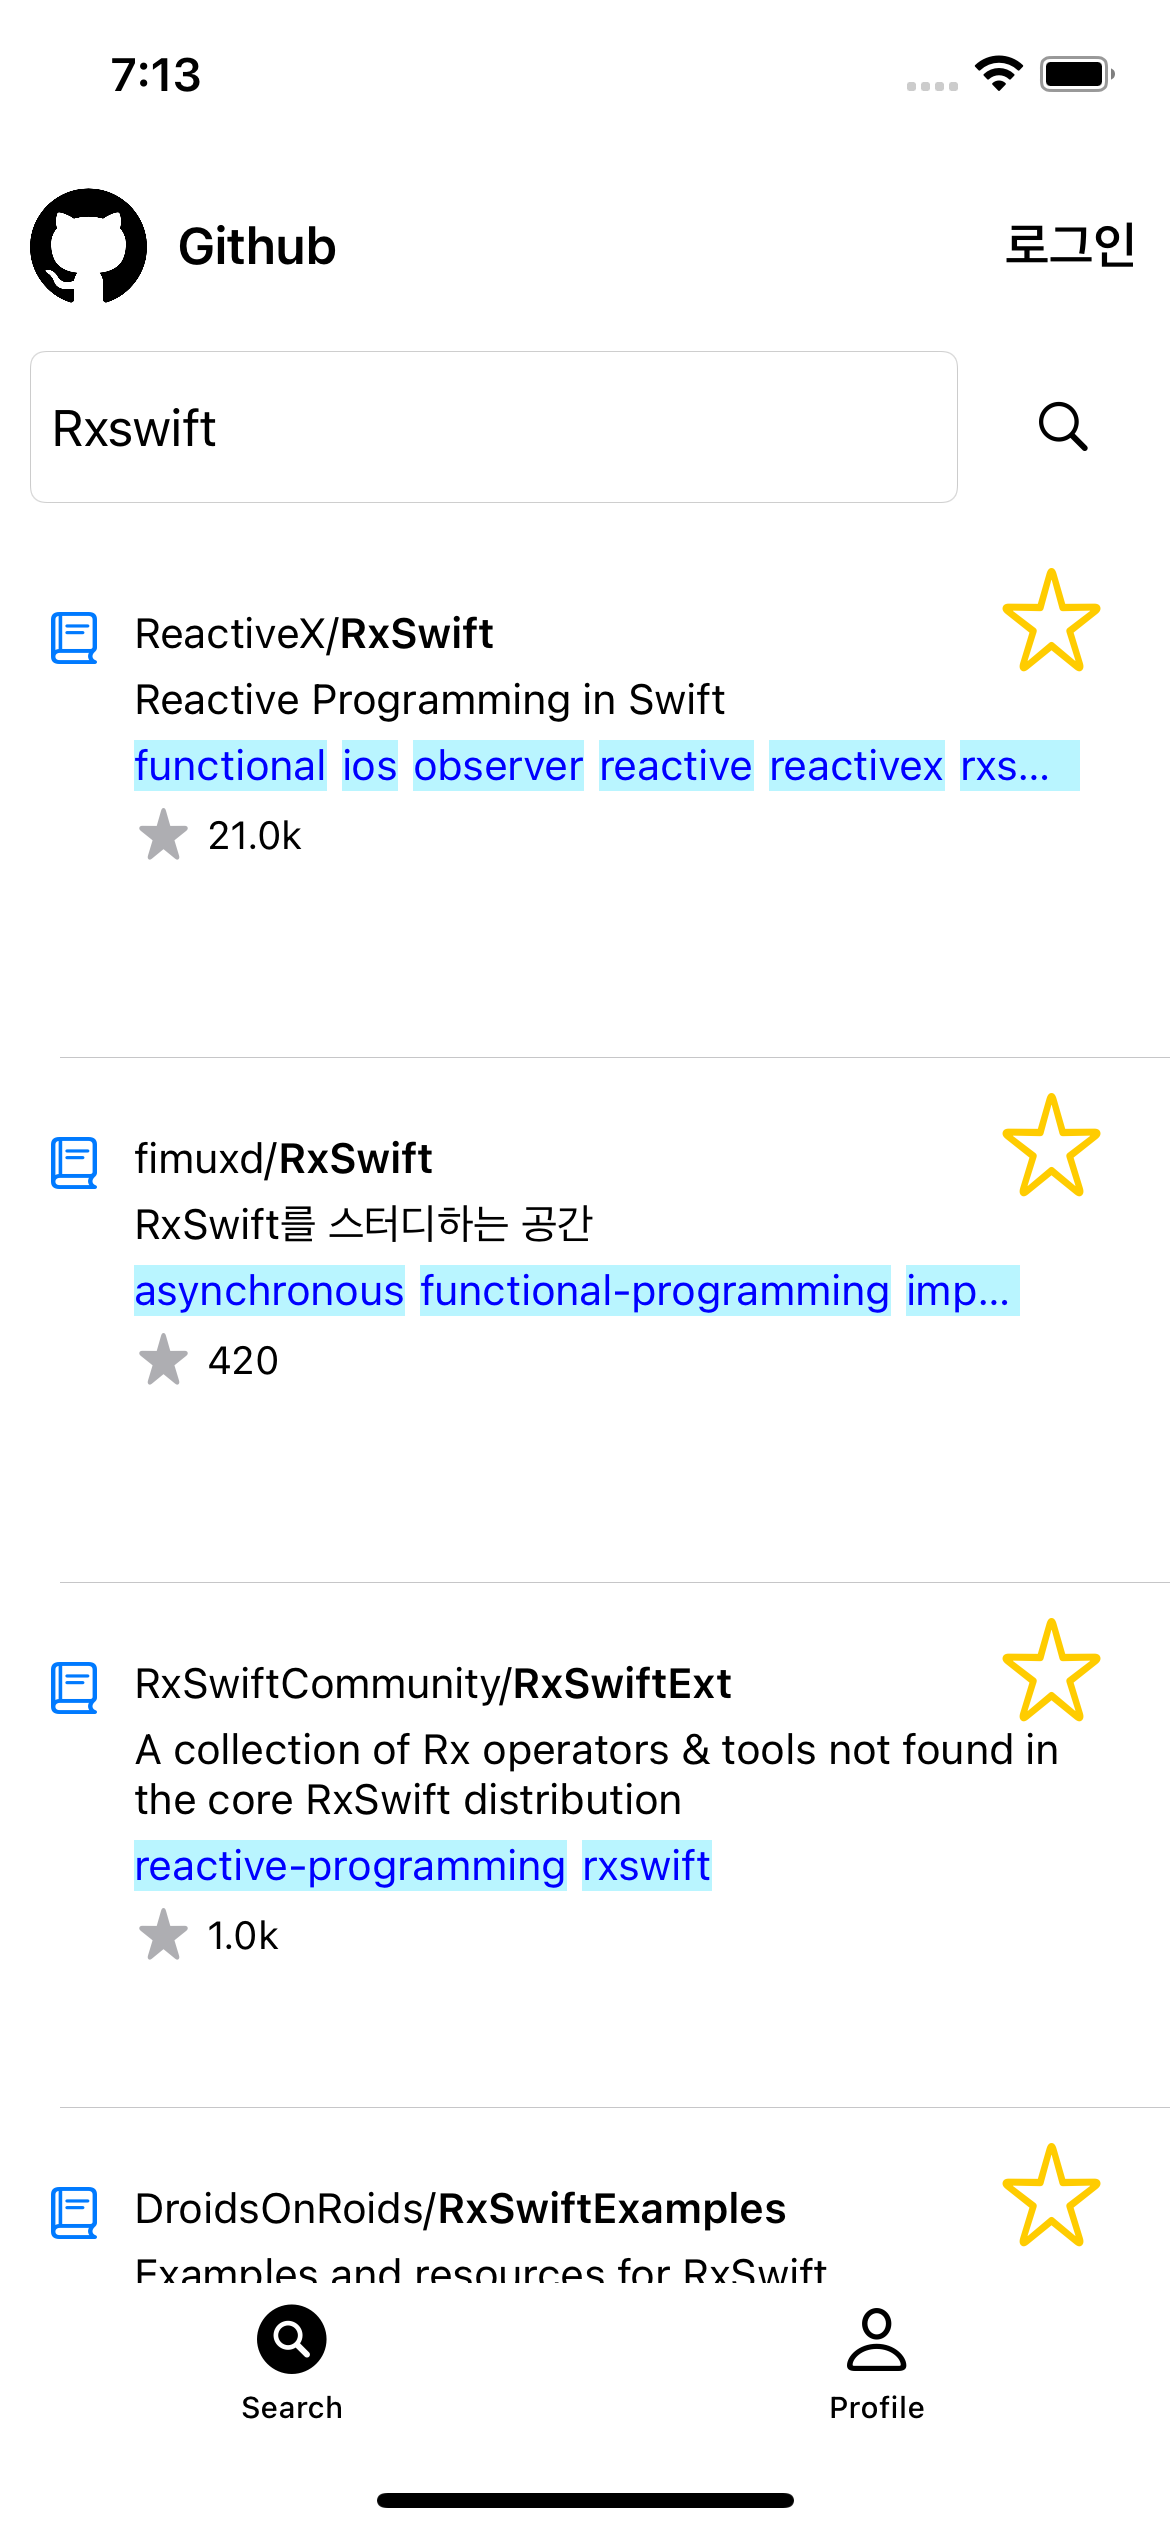 7:13
Github
로그인
Rxswift
ReactiveX/RxSwift
Reactive Programming in Swift
functional ios observer reactive reactivex rxs...
21.0k
fimuxd/RxSwift
RxSwift를 스터디하는 공간
asynchronous functional-programming imp...
420
RxSwiftCommunity/RxSwiftExt
A collection of Rx operators & tools not found in
the core RxSwift distribution
reactive-programming rxswift
1.0k
DroidsOnRoids/RxSwiftExamples
Examples and resources for RxSwift
Search
Profile